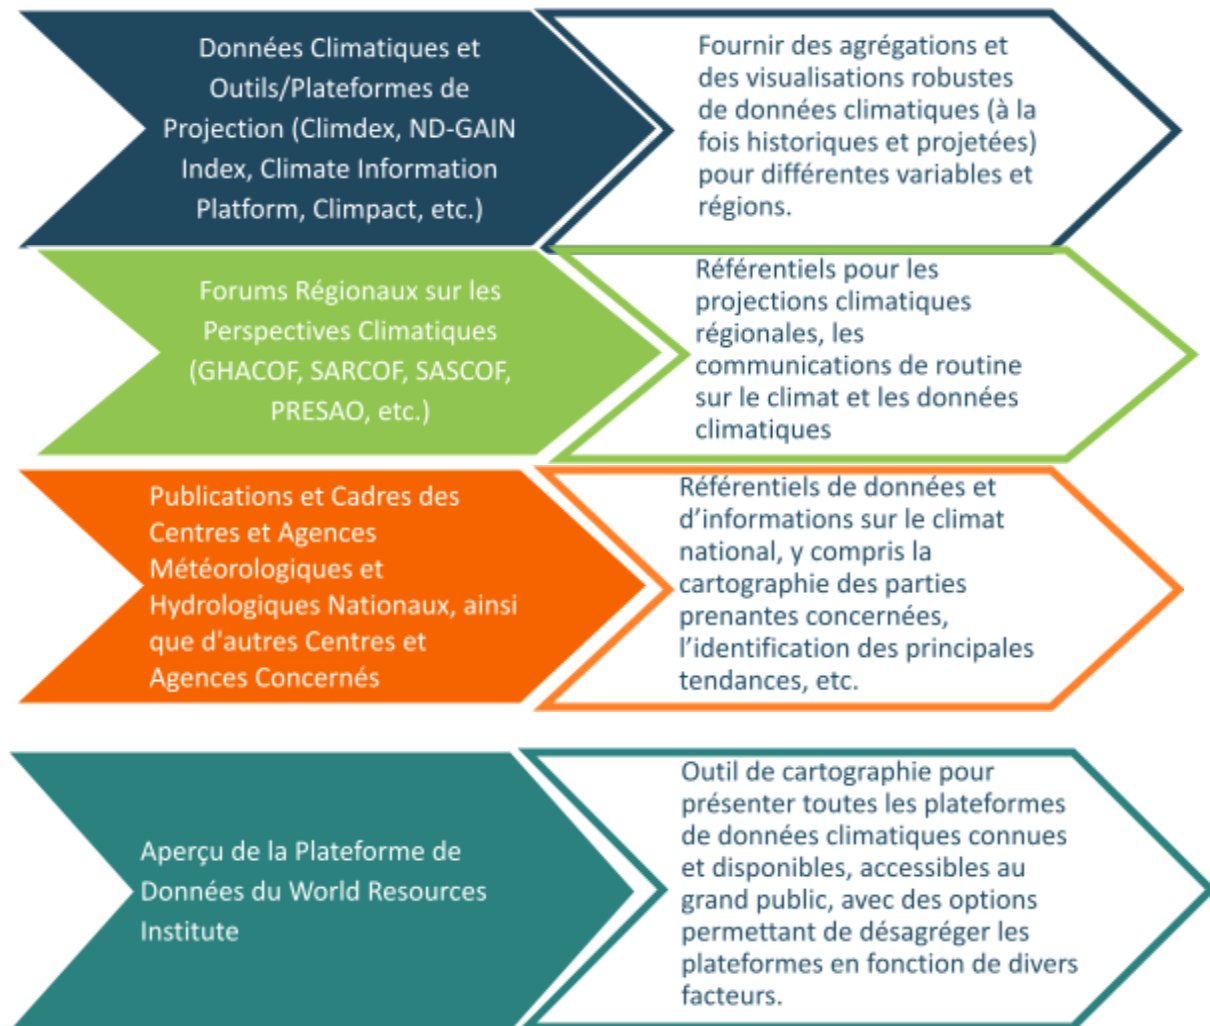 Données Climatiques et
Outils/Plateformes de
Projection (Climdex, ND-GAIN
Index, Climate Information
Platform, Climpact, etc.)
Fournir des agrégations et
des visualisations robustes
de données climatiques (à la
fois historiques et projetées)
pour différentes variables et
régions.
Forums Régionaux sur les
Perspectives Climatiques
(GHACOF, SARCOF, SASCOF,
PRESAO, etc.)
Référentiels pour les
projections climatiques
régionales, les
communications de routine
sur le climat et les données
climatiques
Publications et Cadres des
Centres et Agences
Météorologiques et
Hydrologiques Nationaux, ainsi
que d'autres Centres et
Agences Concernés
Référentiels de données et
d’informations sur le climat
national, y compris la
cartographie des parties
prenantes concernées,
l’identification des principales
tendances, etc.
Aperçu de la Plateforme de
Données du World Resources
Institute
Outil de cartographie pour
présenter toutes les plateformes
de données climatiques connues
et disponibles, accessibles au
grand public, avec des options
permettant de désagréger les
plateformes en fonction de divers
facteurs.